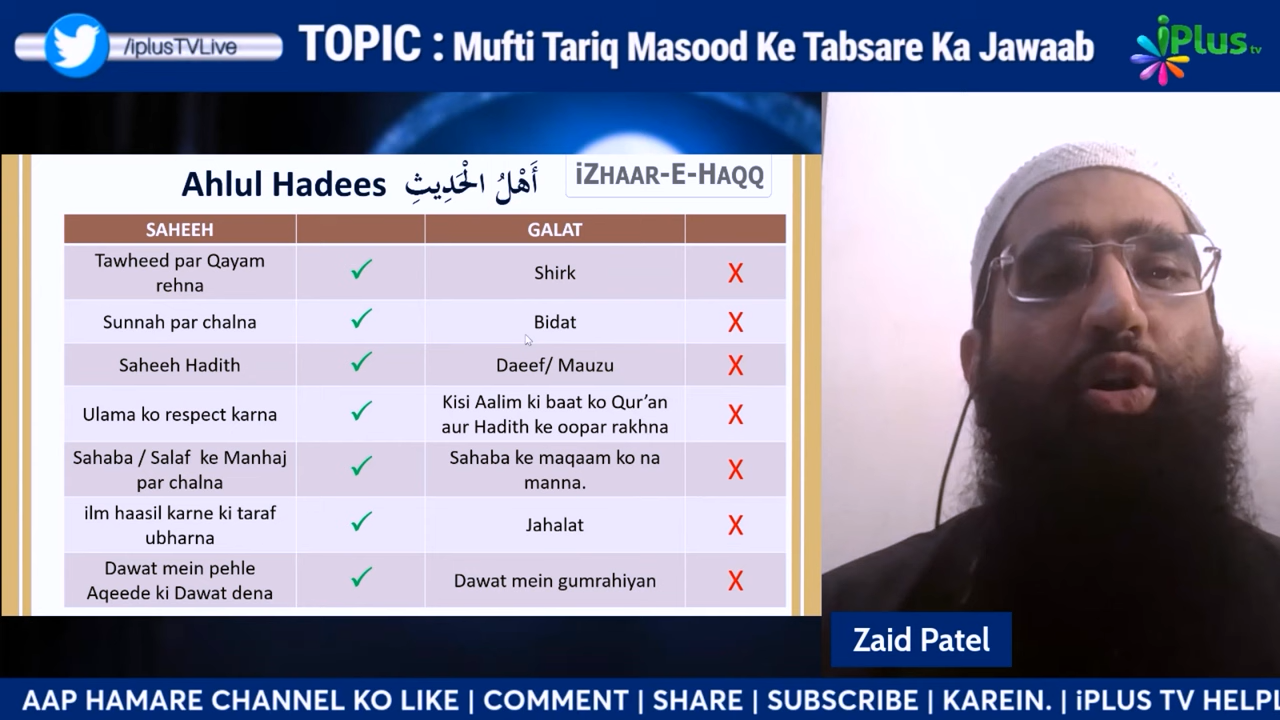 /iplusTVLive
TOPIC : Mufti Tariq Masood Ke Tabsare Ka Jawaab
iPlus tv
Ahlul Hadees أَهْلُ الْحَدِيثِ
iZHAAR-E-HAQQ
SAHEEH GALAT
Tawheed par Qayam
rehna
✓ Shirk X
Sunnah par chalna ✓ Bidat X
Saheeh Hadith ✓ Daeef/ Mauzu X
Ulama ko respect karna ✓
Kisi Aalim ki baat ko Qur'an
aur Hadith ke oopar rakhna
X
Sahaba / Salaf ke Manhaj
par chalna
✓
Sahaba ke maqaam ko na
manna.
X
ilm haasil karne ki taraf
ubharna
✓ Jahalat X
Dawat mein pehle
Aqeede ki Dawat dena
✓ Dawat mein gumrahiyan X
Zaid Patel
AAP HAMARE CHANNEL KO LIKE | COMMENT | SHARE | SUBSCRIBE | KAREIN. | iPLUS TV HELPL